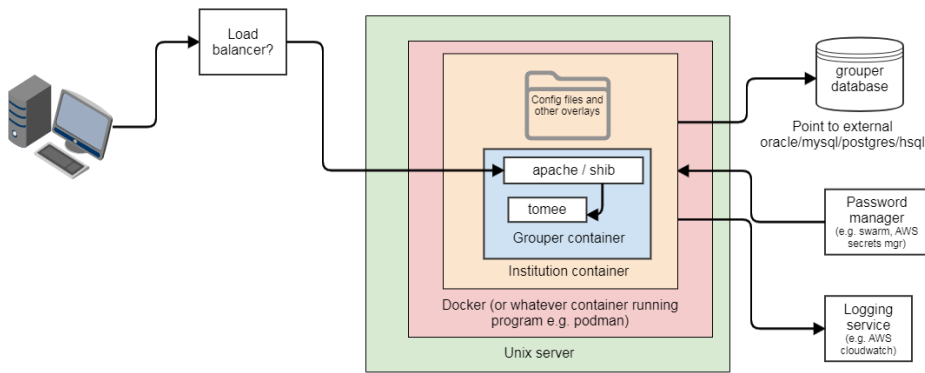 Load
balancer?
Config files and
other overlays
apache / shib
tomee
Grouper container
Institution container
Docker (or whatever container running
program e.g. podman)
Unix server
grouper
database
Point to external
oracle/mysql/postgres/hsql
Password
manager
(e.g. swarm, AWS
secrets mgr)
Logging
service
(e.g. AWS
cloudwatch)